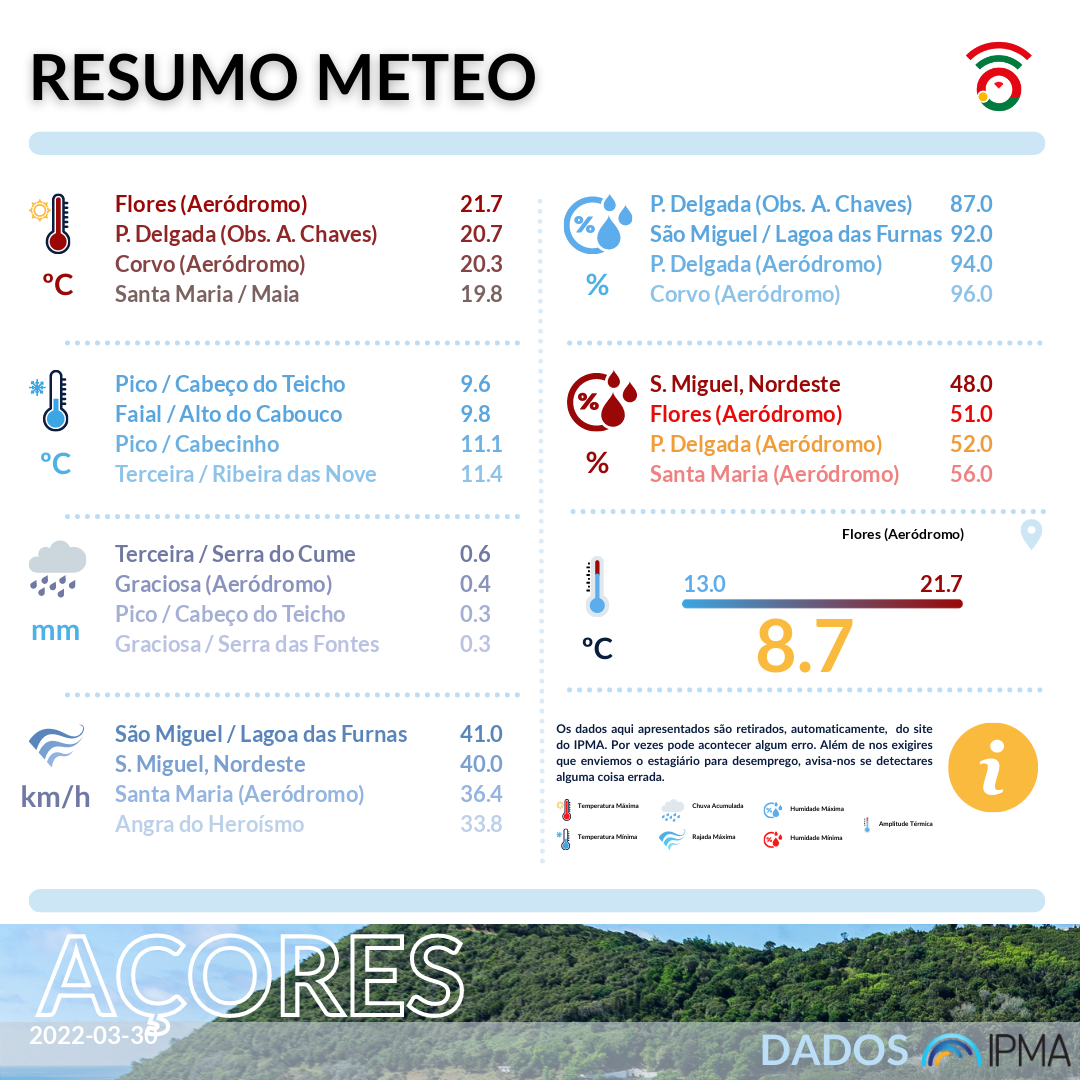 RESUMO METEO
ºC
Flores (Aeródromo) 21.7
P. Delgada (Obs. A. Chaves) 20.7
Corvo (Aeródromo) 20.3
Santa Maria / Maia 19.8
ºC
Pico / Cabeço do Teicho 9.6
Faial / Alto do Cabouco 9.8
Pico / Cabecinho 11.1
Terceira / Ribeira das Nove 11.4
mm
Terceira / Serra do Cume 0.6
Graciosa (Aeródromo) 0.4
Pico / Cabeço do Teicho 0.3
Graciosa / Serra das Fontes 0.3
km/h
São Miguel / Lagoa das Furnas 41.0
S. Miguel, Nordeste 40.0
Santa Maria (Aeródromo) 36.4
Angra do Heroísmo 33.8
%
%
P. Delgada (Obs. A. Chaves) 87.0
São Miguel / Lagoa das Furnas 92.0
P. Delgada (Aeródromo) 94.0
Corvo (Aeródromo) 96.0
%
%
S. Miguel, Nordeste 48.0
Flores (Aeródromo) 51.0
P. Delgada (Aeródromo) 52.0
Santa Maria (Aeródromo) 56.0
Flores (Aeródromo)
13.0 21.7
ºC
8.7
Os dados aqui apresentados são retirados, automaticamente, do site
do IPMA. Por vezes pode acontecer algum erro. Além de nos exigires
que enviemos o estagiário para desemprego, avisa-nos se detectares
alguma coisa errada.
i
Temperatura Máxima Chuva Acumulada Humidade Máxima
Amplitude Térmica
Temperatura Mínima Rajada Máxima Humidade Mínima
AÇORES
2022-03-30
DADOS IPMA